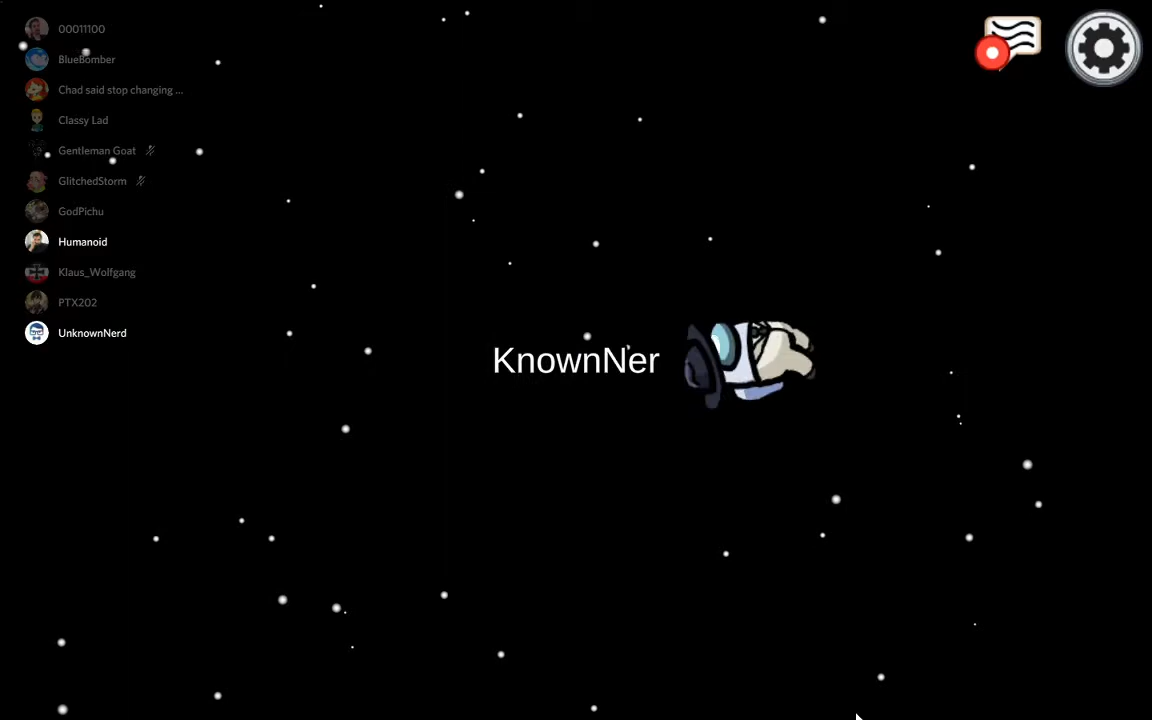 00011100
BlueBomber
Chad said stop changing ...
Classy Lad
Gentleman Goat
GlitchedStorm
GodPichu
Humanoid
Klaus_Wolfgang
PTX202
UnknownNerd
KnownNer